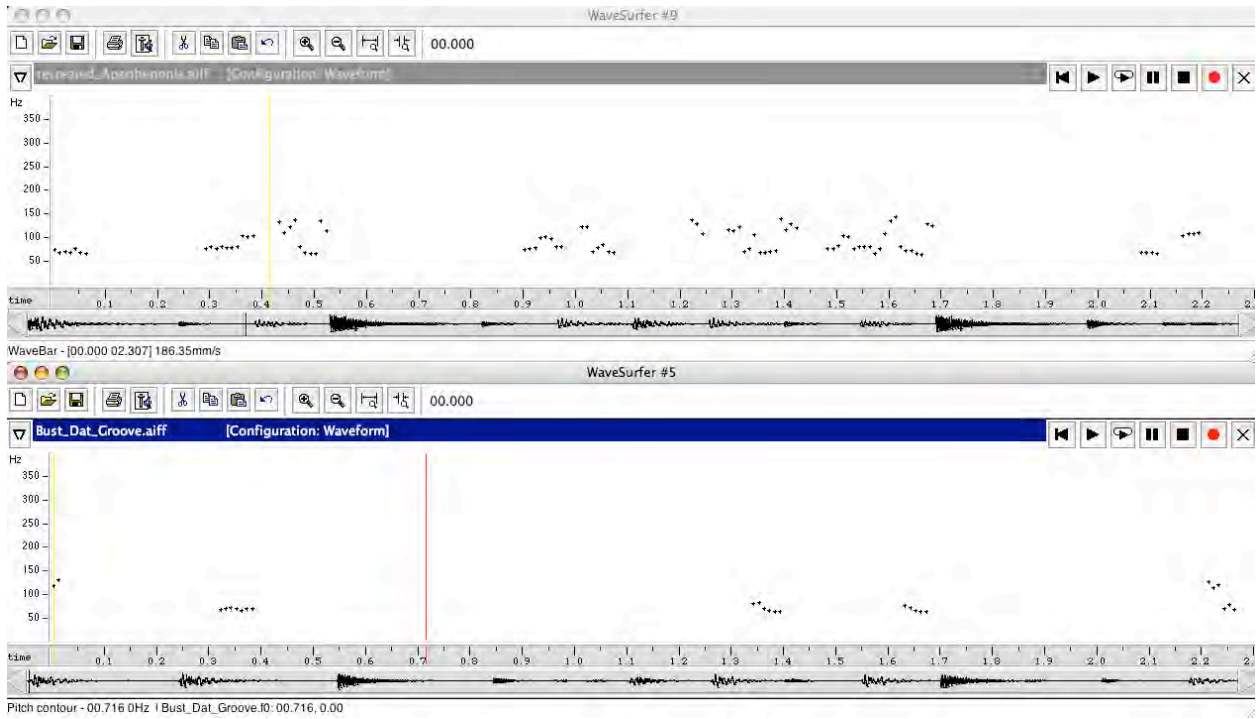 WaveSurfer #9
00.000
recreated_Apanthenonia.aiff [Configuration: Waveform]
Hz
350
300
250
200
150
100
50
time 0.1 0.2 0.3 0.4 0.5 0.6 0.7 0.8 0.9 1.0 1.1 1.2 1.3 1.4 1.5 1.6 1.7 1.8 1.9 2.0 2.1 2.2 2.
WaveBar - [00.000 02.307] 186.35mm/s
WaveSurfer #5
00.000
Bust_Dat_Groove.aiff [Configuration: Waveform]
Hz
350
300
250
200
150
100
50
time 0.1 0.2 0.3 0.4 0.5 0.6 0.7 0.8 0.9 1.0 1.1 1.2 1.3 1.4 1.5 1.6 1.7 1.8 1.9 2.0 2.1 2.2 2.
Pitch contour - 00.716 0Hz | Bust_Dat_Groove.f0: 00.716, 0.00